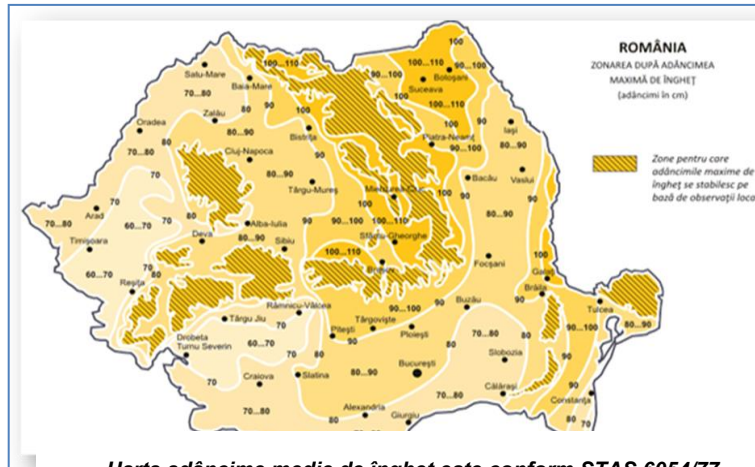 ROMÂNIA
ZONAREA DUPĂ ADÂNCIMEA
MAXIMĂ DE ÎNGHEȚ
(adâncimi în cm)
Zone pentru care
adâncimile maxime de
îngheț se stabilesc pe
bază de observații loca
100
100...110
90...100
Satu-Mare
Baia-Mare
100...110
Botoșani
Suceava
70...80
80
90
100
Zalău
80...90
Oradea
Bistrița
Iași
80...90
Cluj-Napoca
Piatra-Neamț
90...100
Târgu-Mureș
Bacău
Vaslui
Arad
70...80
Alba-Iulia
80...90
Timișoara
60...70
Deva
Sibiu
90...100
100...110
Sfântu-Gheorghe
80...90
60...70
Reșița
100...110
Focșani
Galați
Brăila
Râmnicu-Vâlcea
Buzău
Tulcea
80...90
Târgu Jiu
Târgoviște
90...100
Pitești
Ploiești
70...80
Drobeta
Turnu Severin
60...70
București
Slobozia
Craiova
Slatina
80...90
Călărași
Constanța
70...80
Alexandria
Giurgiu
70...80
Harta adâncime medie de îngheț este conform STAS 6054/77